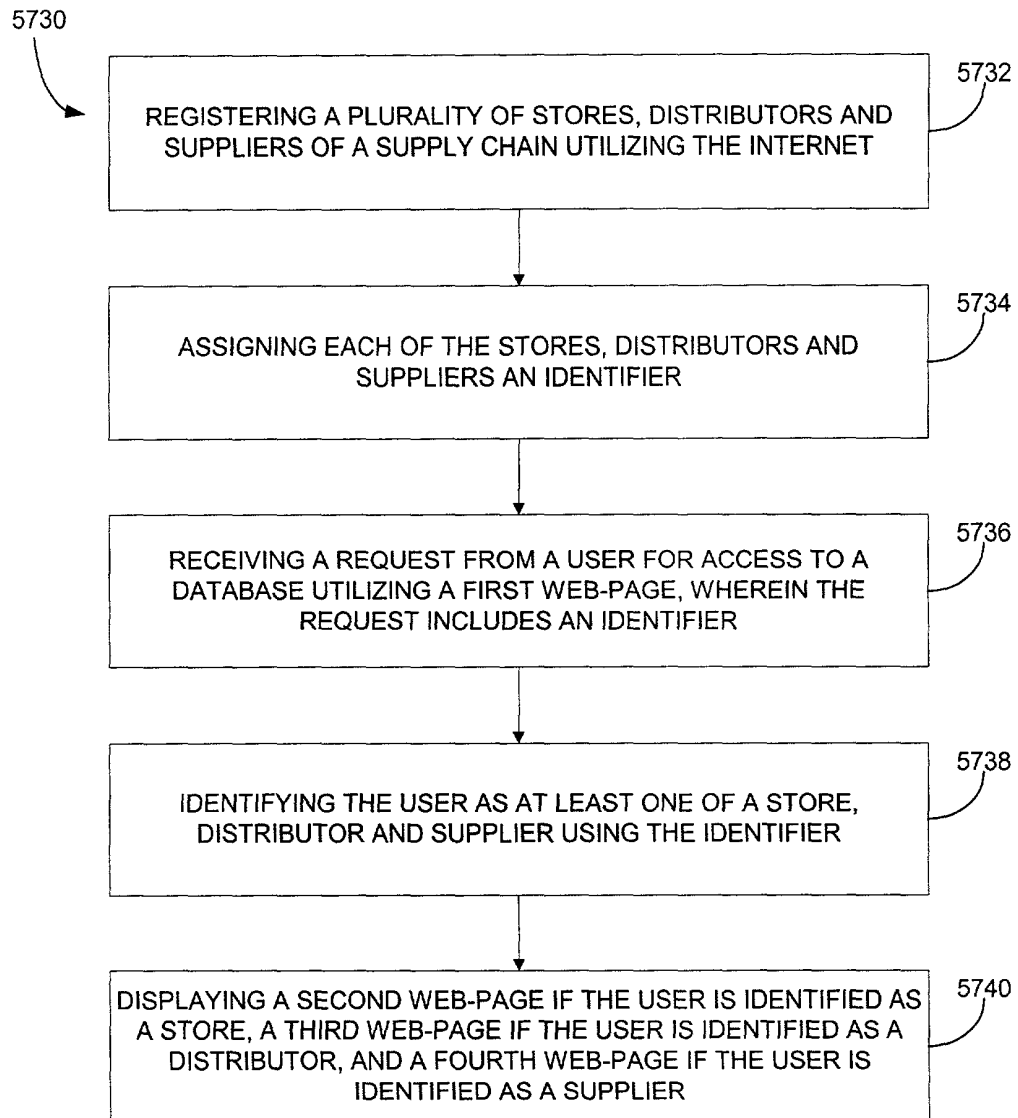 5730
5732
REGISTERING A PLURALITY OF STORES, DISTRIBUTORS AND
SUPPLIERS OF A SUPPLY CHAIN UTILIZING THE INTERNET
5734
ASSIGNING EACH OF THE STORES, DISTRIBUTORS AND
SUPPLIERS AN IDENTIFIER
5736
RECEIVING A REQUEST FROM A USER FOR ACCESS TO A
DATABASE UTILIZING A FIRST WEB-PAGE, WHEREIN THE
REQUEST INCLUDES AN IDENTIFIER
5738
IDENTIFYING THE USER AS AT LEAST ONE OF A STORE,
DISTRIBUTOR AND SUPPLIER USING THE IDENTIFIER
5740
DISPLAYING A SECOND WEB-PAGE IF THE USER IS IDENTIFIED AS
A STORE, A THIRD WEB-PAGE IF THE USER IS IDENTIFIED AS A
DISTRIBUTOR, AND A FOURTH WEB-PAGE IF THE USER IS
IDENTIFIED AS A SUPPLIER